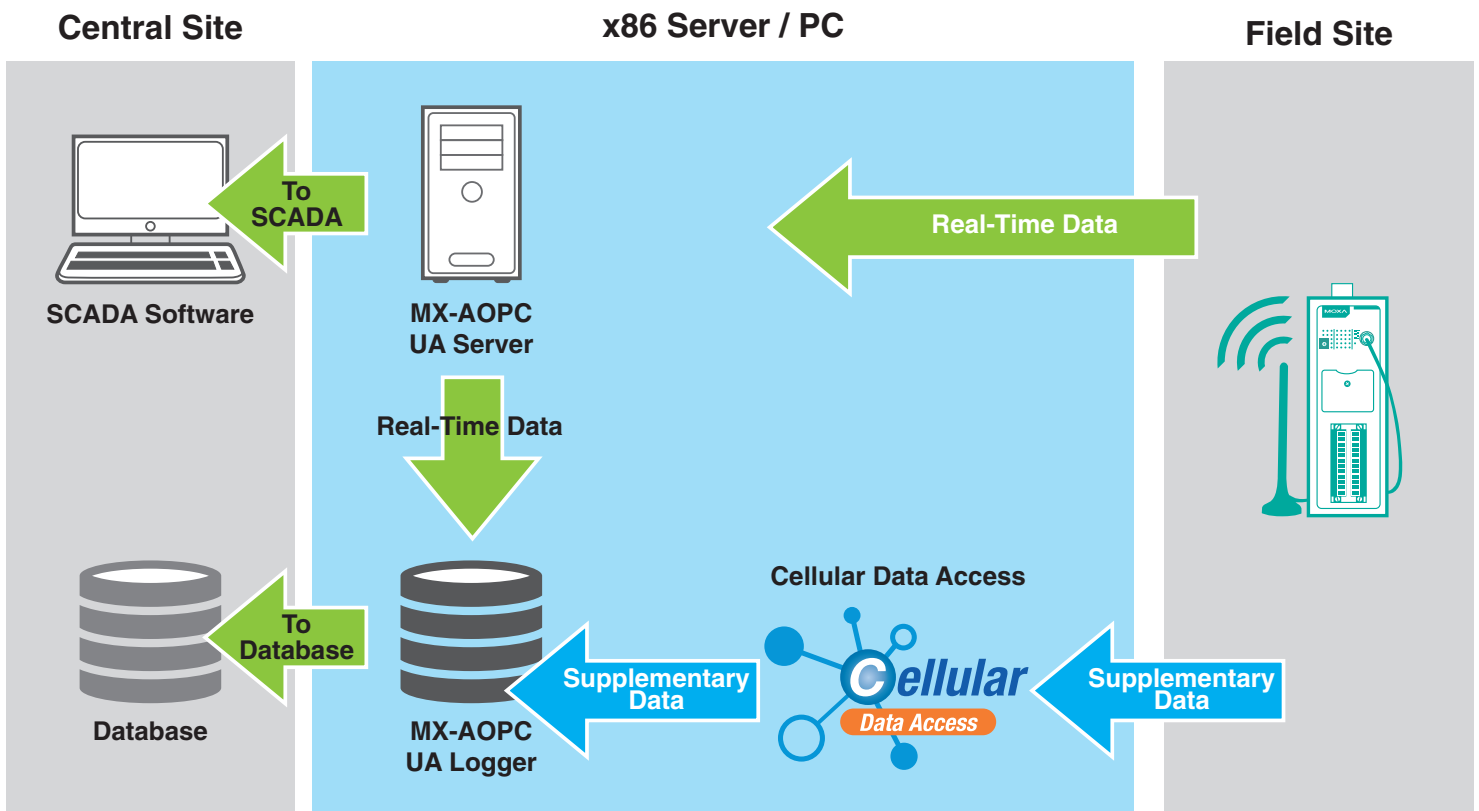 Central Site
x86 Server / PC
Field Site
To
SCADA
Real-Time Data
SCADA Software
MX-AOPC
UA Server
MOXA
Real-Time Data
Cellular Data Access
To
Database
Supplementary
Data
Cellular
Data Access
Supplementary
Data
Database
MX-AOPC
UA Logger